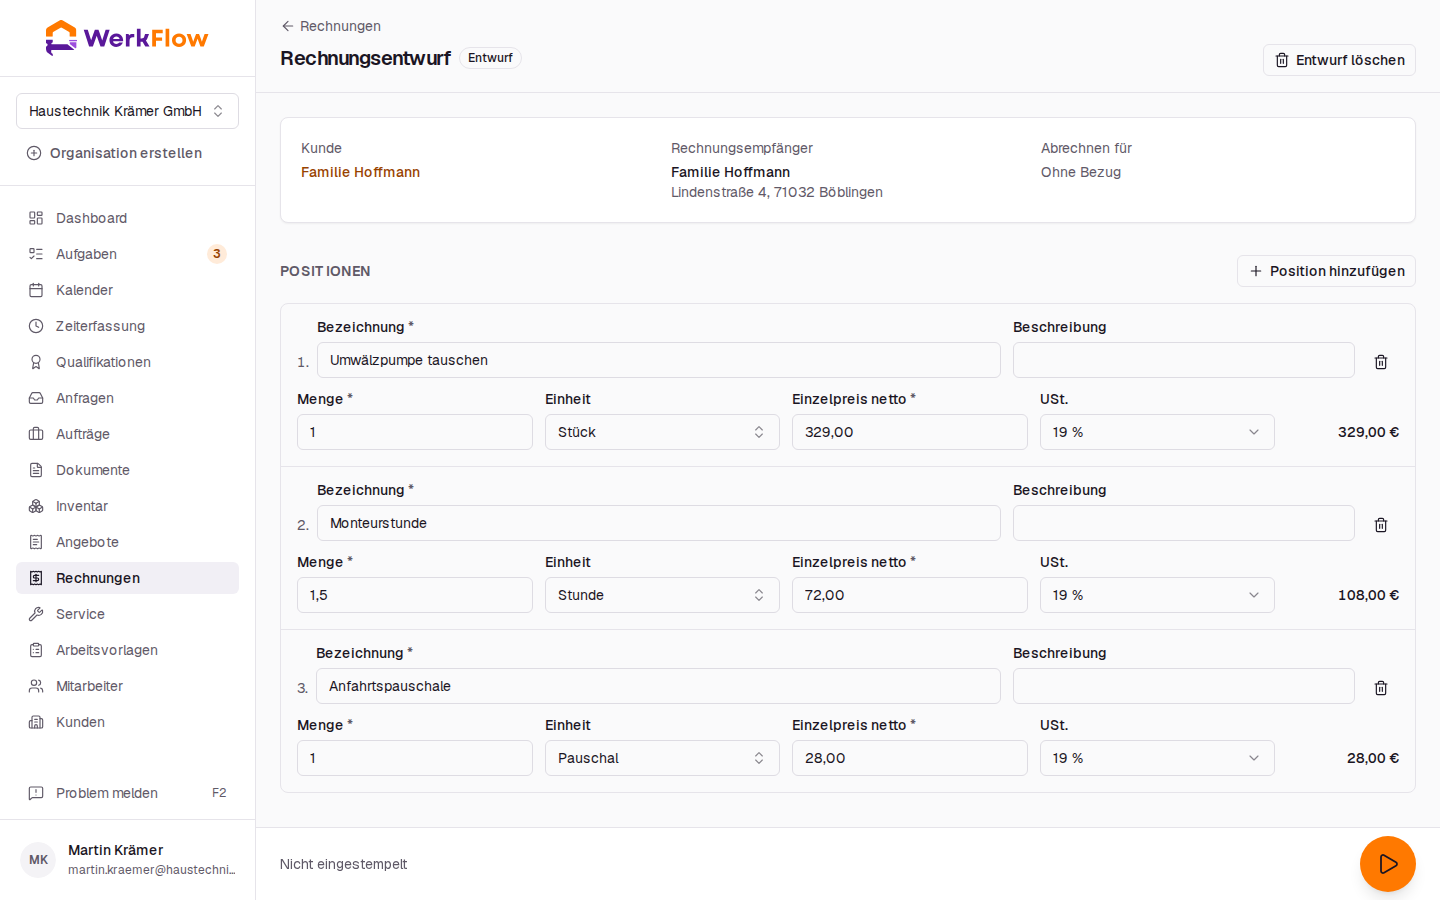 WerkFlow
Haustechnik Krämer GmbH
Organisation erstellen
Dashboard
Aufgaben 3
Kalender
Zeiterfassung
Qualifikationen
Anfragen
Aufträge
Dokumente
Inventar
Angebote
Rechnungen
Service
Arbeitsvorlagen
Mitarbeiter
Kunden
Problem melden F2
MK
Martin Krämer
martin.kraemer@haustechni...
Rechnungen
Rechnungsentwurf Entwurf
Entwurf löschen
Kunde
Familie Hoffmann
Rechnungsempfänger
Familie Hoffmann
Lindenstraße 4, 71032 Böblingen
Abrechnen für
Ohne Bezug
POSITIONEN
Position hinzufügen
Bezeichnung * Beschreibung
1. Umwälzpumpe tauschen
Menge * Einheit Einzelpreis netto * USt.
1 Stück 329,00 19 % 329,00 €
Bezeichnung * Beschreibung
2. Monteurstunde
Menge * Einheit Einzelpreis netto * USt.
1,5 Stunde 72,00 19 % 108,00 €
Bezeichnung * Beschreibung
3. Anfahrtspauschale
Menge * Einheit Einzelpreis netto * USt.
1 Pauschal 28,00 19 % 28,00 €
Nicht eingestempelt